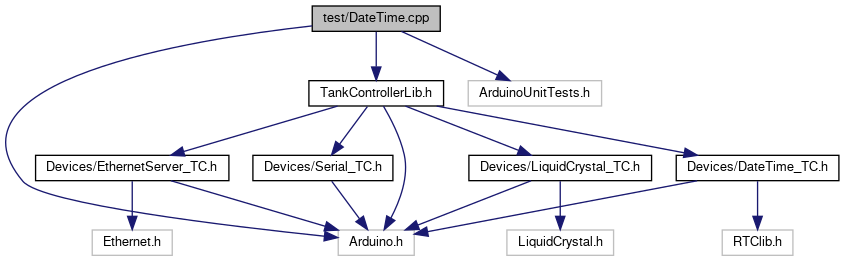 test/DateTime.cpp
TankControllerLib.h
ArduinoUnitTests.h
Devices/EthernetServer_TC.h
Devices/Serial_TC.h
Devices/LiquidCrystal_TC.h
Devices/DateTime_TC.h
Ethernet.h
Arduino.h
LiquidCrystal.h
RTClib.h